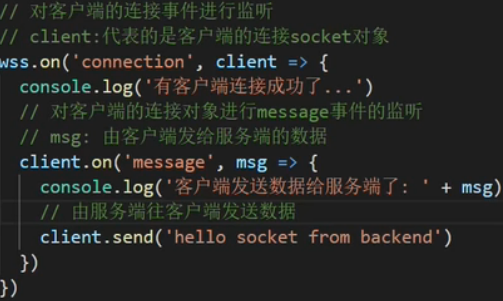 // 对客户端的连接事件进行监听
// client:代表的是客户端的连接socket对象
wss.on('connection', client => {
  console.log('有客户端连接成功了...')
  // 对客户端的连接对象进行message事件的监听
  // msg: 由客户端发给服务端的数据
  client.on('message', msg => {
    console.log('客户端发送数据给服务端了: ' + msg)
    // 由服务端往客户端发送数据
    client.send('hello socket from backend')
  })
})